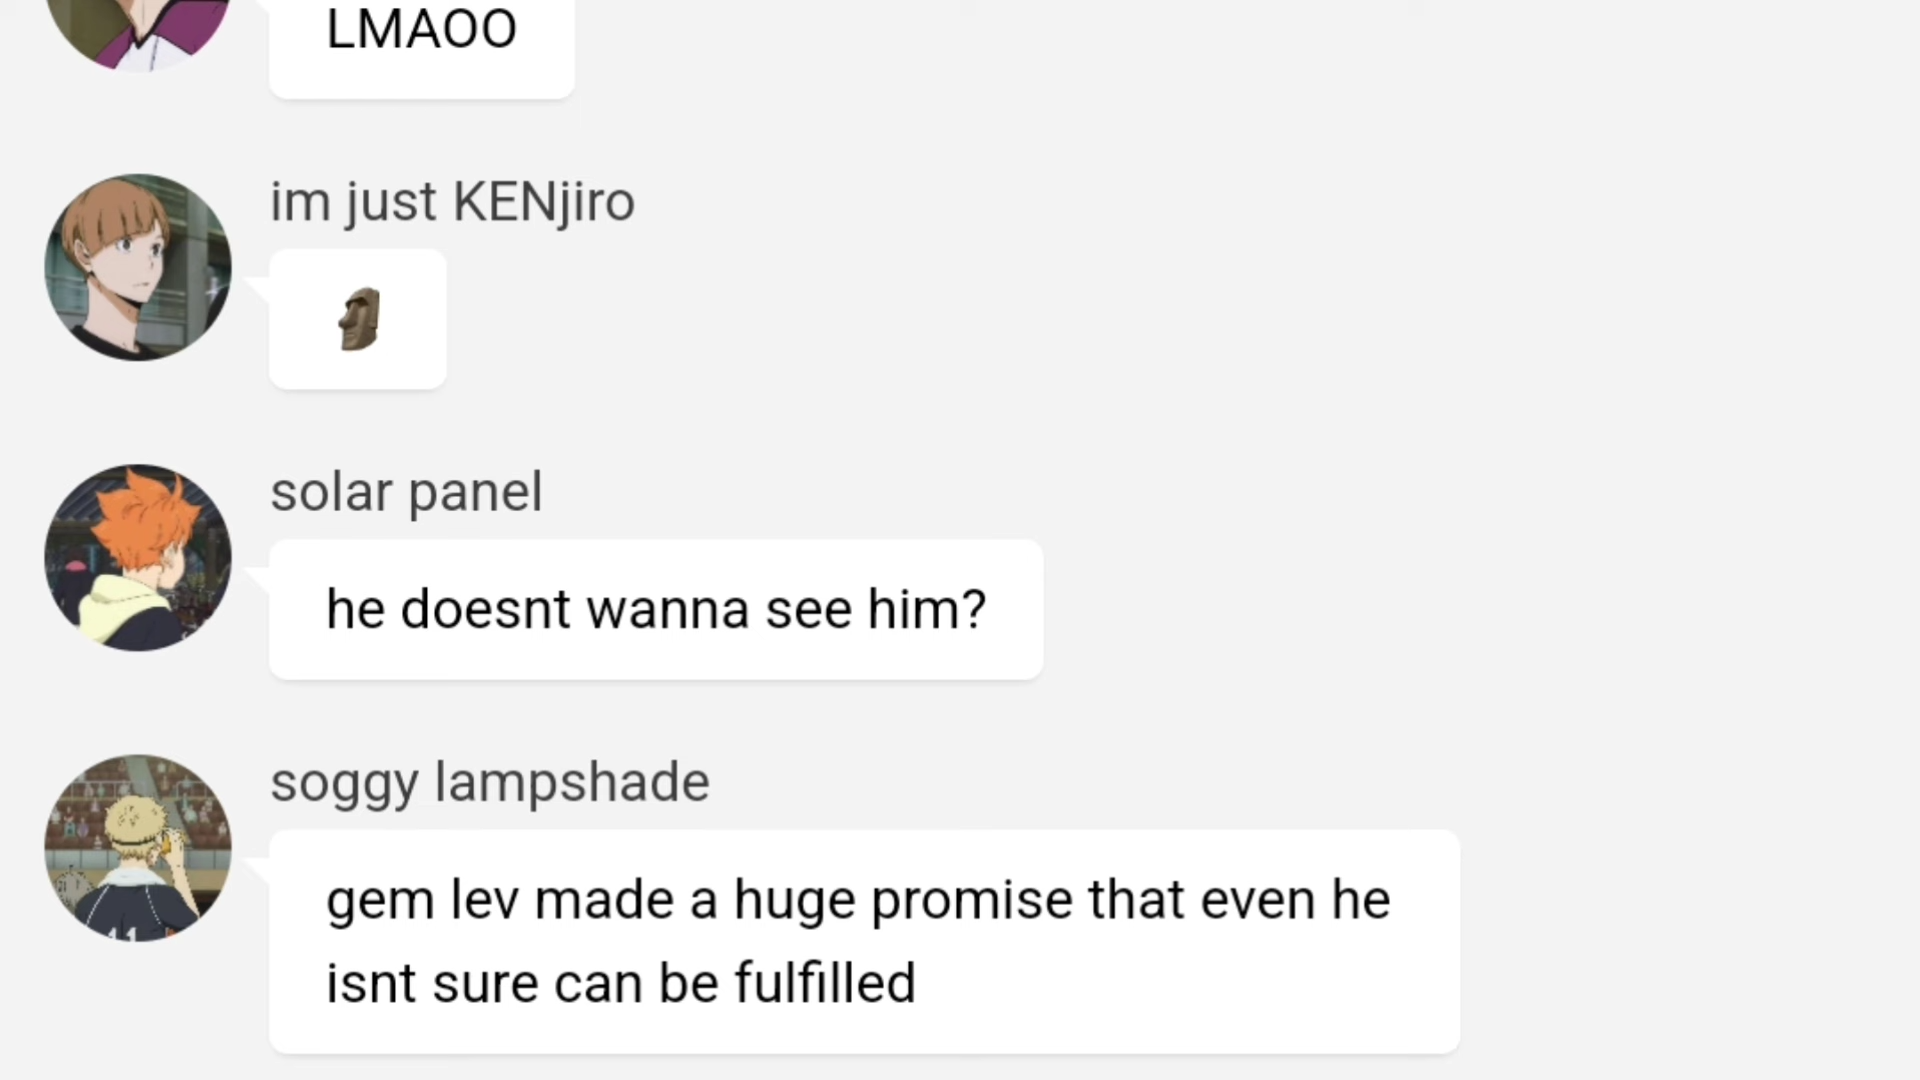 LMAOO
im just KENjiro
🗿
solar panel
he doesnt wanna see him?
soggy lampshade
gem lev made a huge promise that even he
isnt sure can be fulfilled
11